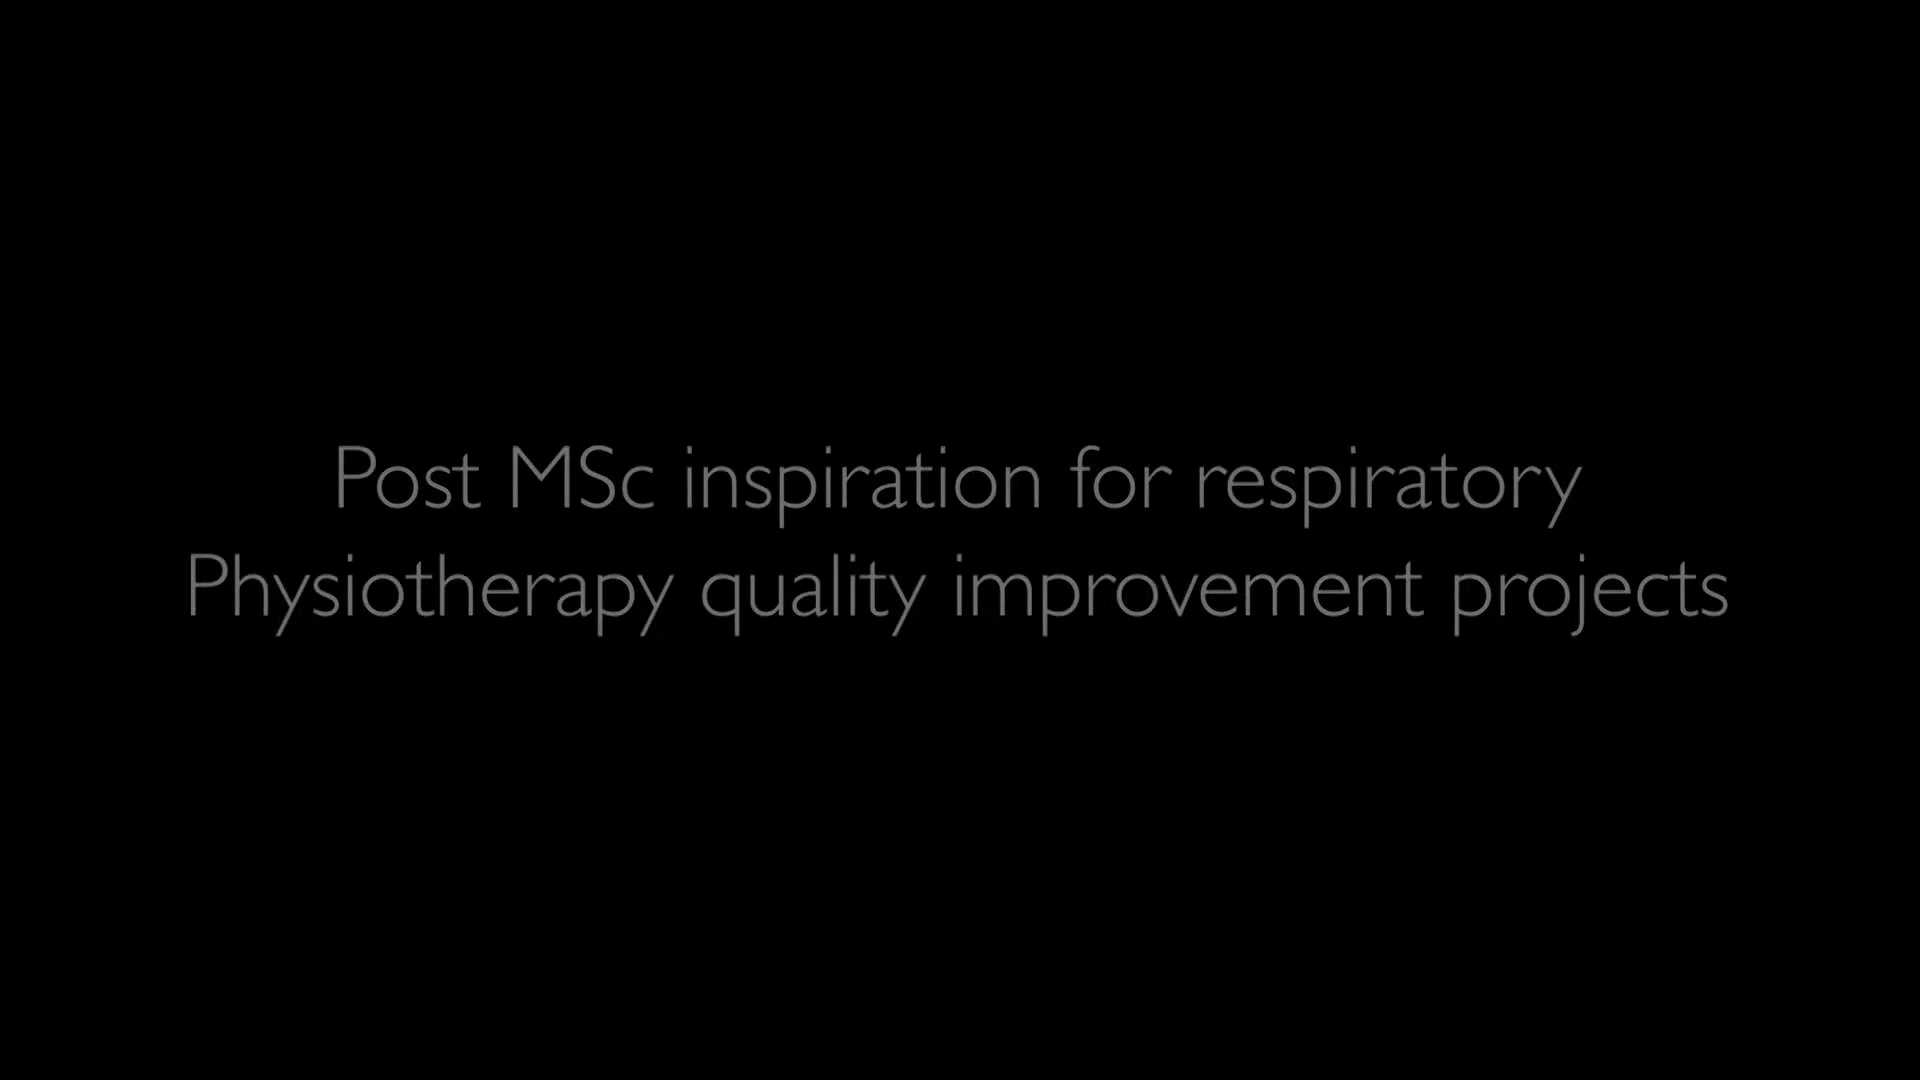 Post MSc inspiration for respiratory
Physiotherapy quality improvement projects